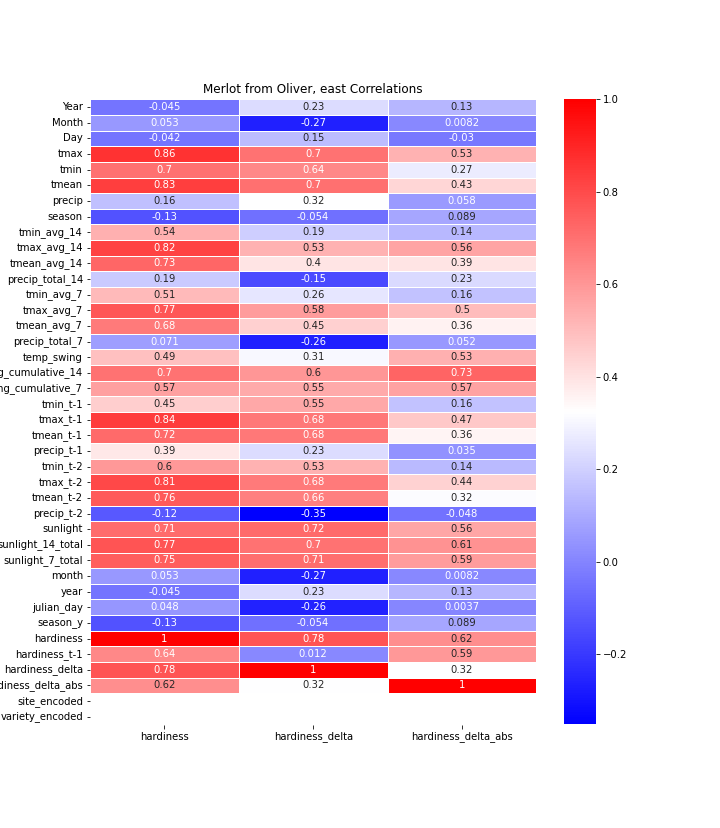 Merlot from Oliver, east Correlations
Year -0.045 0.23 0.13
Month 0.053 -0.27 0.0082
Day -0.042 0.15 -0.03
tmax 0.86 0.7 0.53
tmin 0.7 0.64 0.27
tmean 0.83 0.7 0.43
precip 0.16 0.32 0.058
season -0.13 -0.054 0.089
tmin_avg_14 0.54 0.19 0.14
tmax_avg_14 0.82 0.53 0.56
tmean_avg_14 0.73 0.4 0.39
precip_total_14 0.19 -0.15 0.23
tmin_avg_7 0.51 0.26 0.16
tmax_avg_7 0.77 0.58 0.5
tmean_avg_7 0.68 0.45 0.36
precip_total_7 0.071 -0.26 0.052
temp_swing 0.49 0.31 0.53
g_cumulative_14 0.7 0.6 0.73
ng_cumulative_7 0.57 0.55 0.57
tmin_t-1 0.45 0.55 0.16
tmax_t-1 0.84 0.68 0.47
tmean_t-1 0.72 0.68 0.36
precip_t-1 0.39 0.23 0.035
tmin_t-2 0.6 0.53 0.14
tmax_t-2 0.81 0.68 0.44
tmean_t-2 0.76 0.66 0.32
precip_t-2 -0.12 -0.35 -0.048
sunlight 0.71 0.72 0.56
sunlight_14_total 0.77 0.7 0.61
sunlight_7_total 0.75 0.71 0.59
month 0.053 -0.27 0.0082
year -0.045 0.23 0.13
julian_day 0.048 -0.26 0.0037
season_y -0.13 -0.054 0.089
hardiness 1 0.78 0.62
hardiness_t-1 0.64 0.012 0.59
hardiness_delta 0.78 1 0.32
diness_delta_abs 0.62 0.32 1
site_encoded
variety_encoded
hardiness hardiness_delta hardiness_delta_abs
1.0
0.8
0.6
0.4
0.2
0.0
−0.2